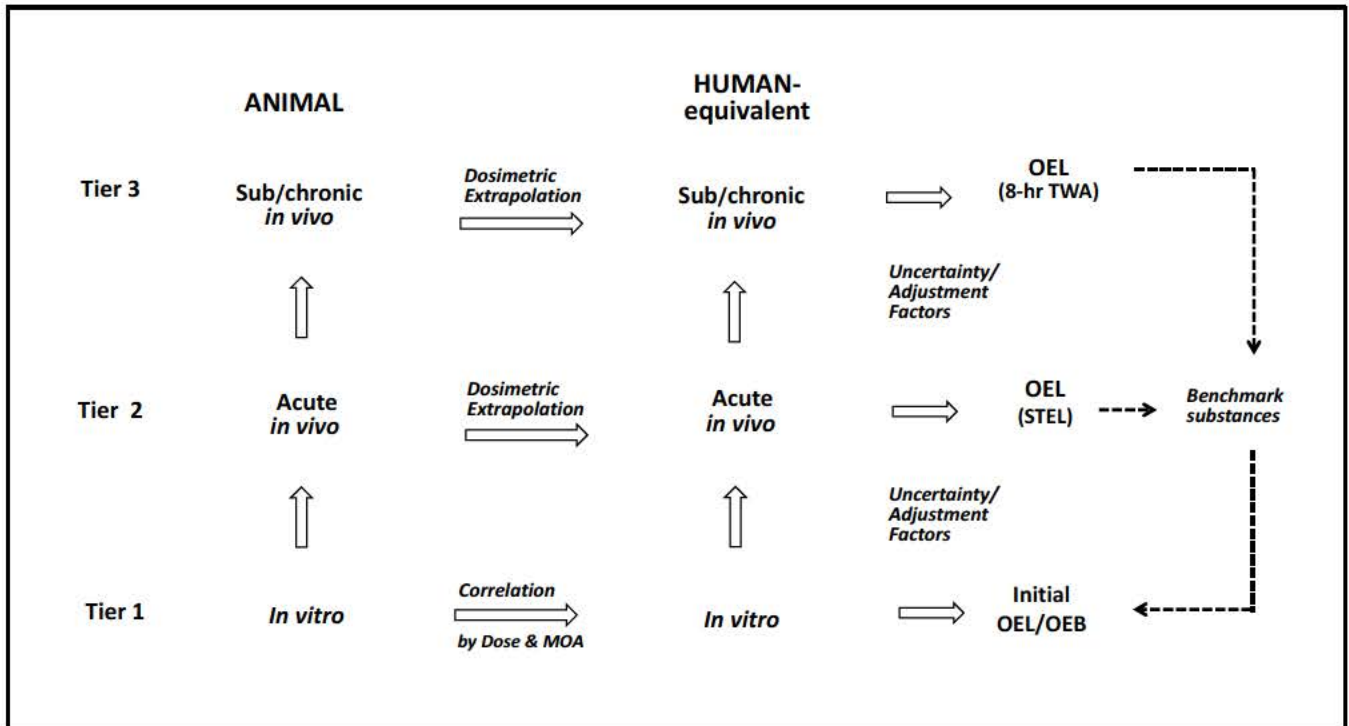 ANIMAL
HUMAN-
equivalent
Tier 3
Sub/chronic
in vivo
Dosimetric
Extrapolation
Sub/chronic
in vivo
OEL
(8-hr TWA)
Uncertainty/
Adjustment
Factors
Tier 2
Acute
in vivo
Dosimetric
Extrapolation
Acute
in vivo
OEL
(STEL)
Benchmark
substances
Uncertainty/
Adjustment
Factors
Tier 1
In vitro
Correlation
by Dose & MOA
In vitro
Initial
OEL/OEB